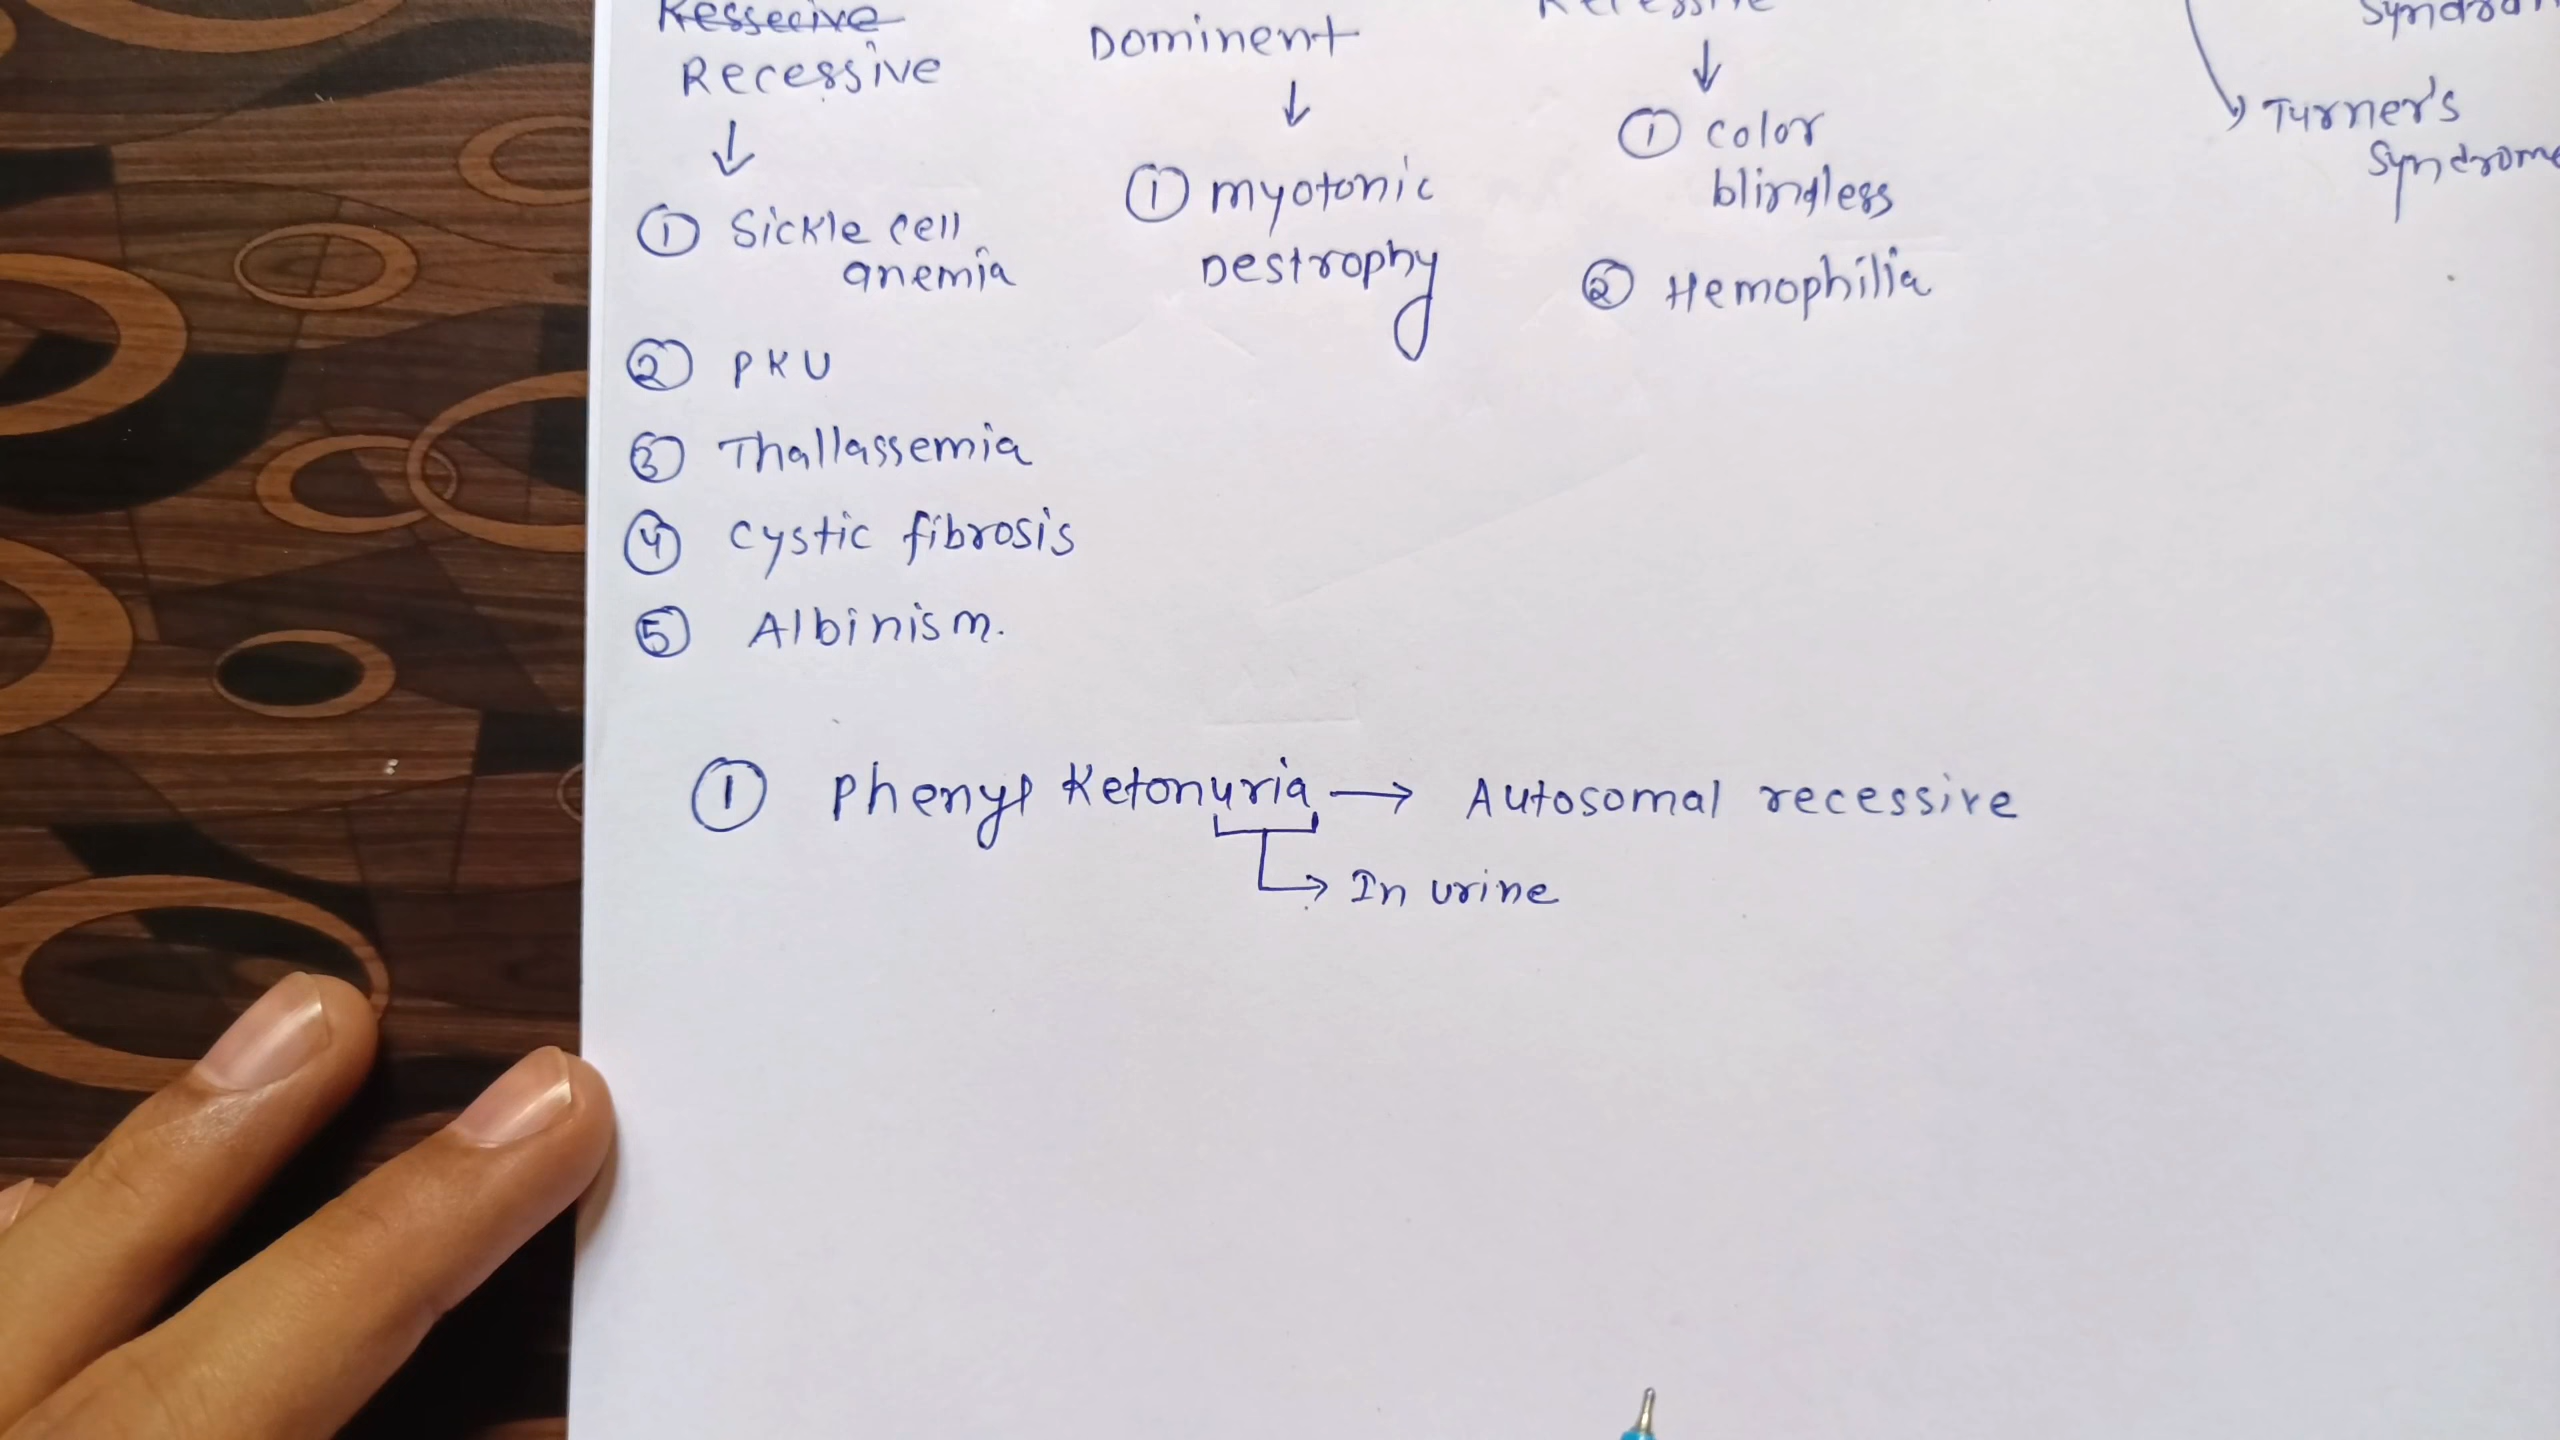 Ressecive
Recessive
↓
① Sickle cell
anemia
② PKU
③ Thallassemia
④ cystic fibrosis
⑤ Albinism.
Dominent
↓
① myotonic
Destrophy
Recessive
↓
① color
blindless
② Hemophilia
Turner's
Syndrome
① Phenyl Ketonuria → Autosomal recessive
In urine